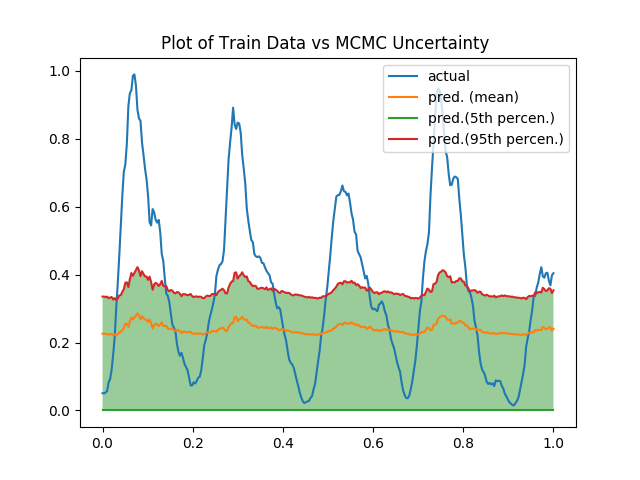 Plot of Train Data vs MCMC Uncertainty
1.0
0.8
0.6
0.4
0.2
0.0
actual
pred. (mean)
pred.(5th percen.)
pred.(95th percen.)
0.0 0.2 0.4 0.6 0.8 1.0